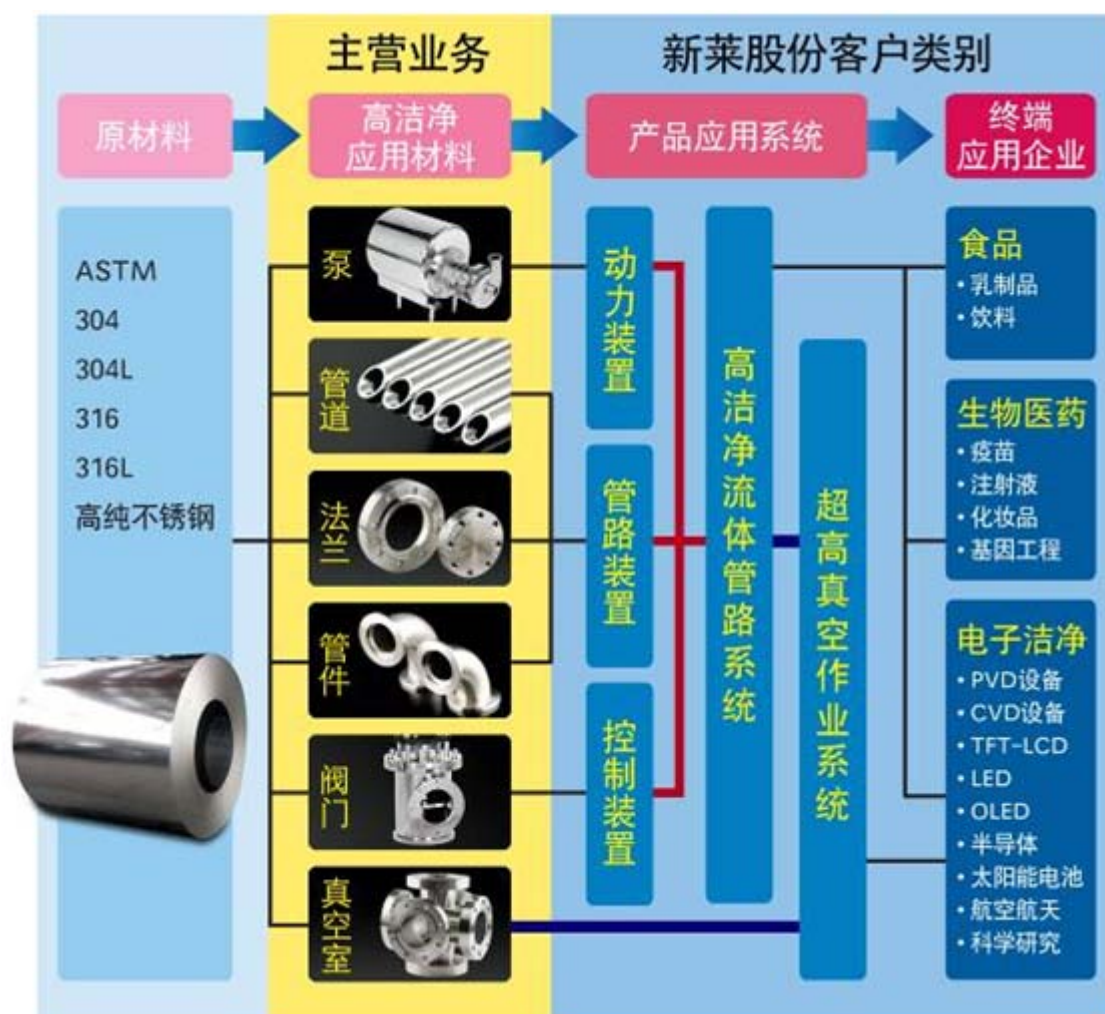 主营业务
新莱股份客户类别
原材料
高洁净
应用材料
产品应用系统
终端
应用企业
ASTM
304
304L
316
316L
高纯不锈钢
泵
管道
法兰
管件
阀门
真空室
动力装置
管路装置
控制装置
高洁净流体管路系统
超高真空作业系统
食品
•乳制品
•饮料
生物医药
•疫苗
•注射液
•化妆品
•基因工程
电子洁净
•PVD设备
•CVD设备
•TFT-LCD
•LED
•OLED
•半导体
•太阳能电池
•航空航天
•科学研究